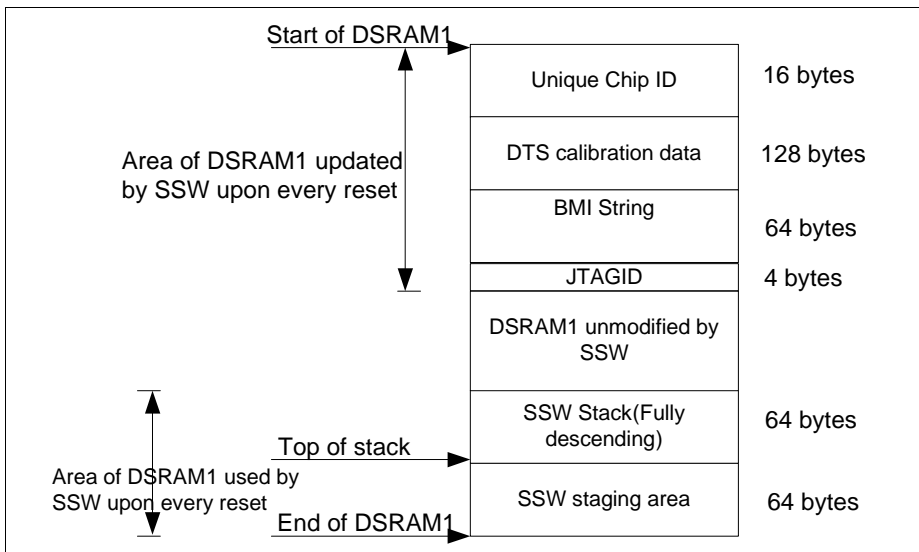 Start of DSRAM1
Unique Chip ID
16 bytes
DTS calibration data
128 bytes
Area of DSRAM1 updated
by SSW upon every reset
BMI String
64 bytes
JTAGID
4 bytes
DSRAM1 unmodified by
SSW
SSW Stack(Fully
descending)
64 bytes
Top of stack
Area of DSRAM1 used by
SSW upon every reset
SSW staging area
64 bytes
End of DSRAM1